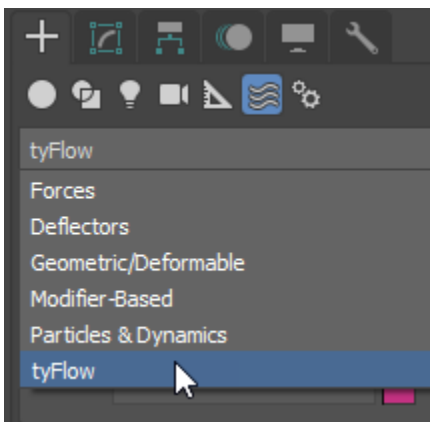 tyFlow
Forces
Deflectors
Geometric/Deformable
Modifier-Based
Particles & Dynamics
tyFlow